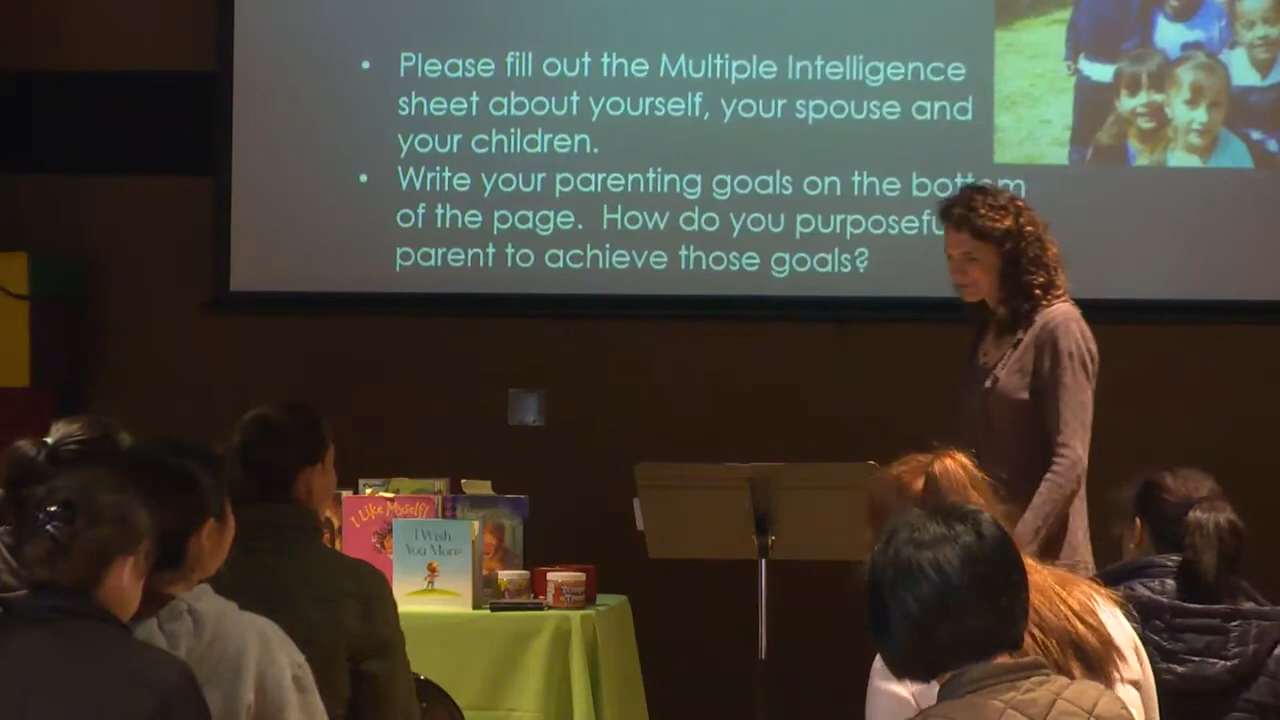 • Please fill out the Multiple Intelligence
sheet about yourself, your spouse and
your children.
• Write your parenting goals on the bottom
of the page. How do you purposefu
parent to achieve those goals?
I Like Myself!
I Wish
You More